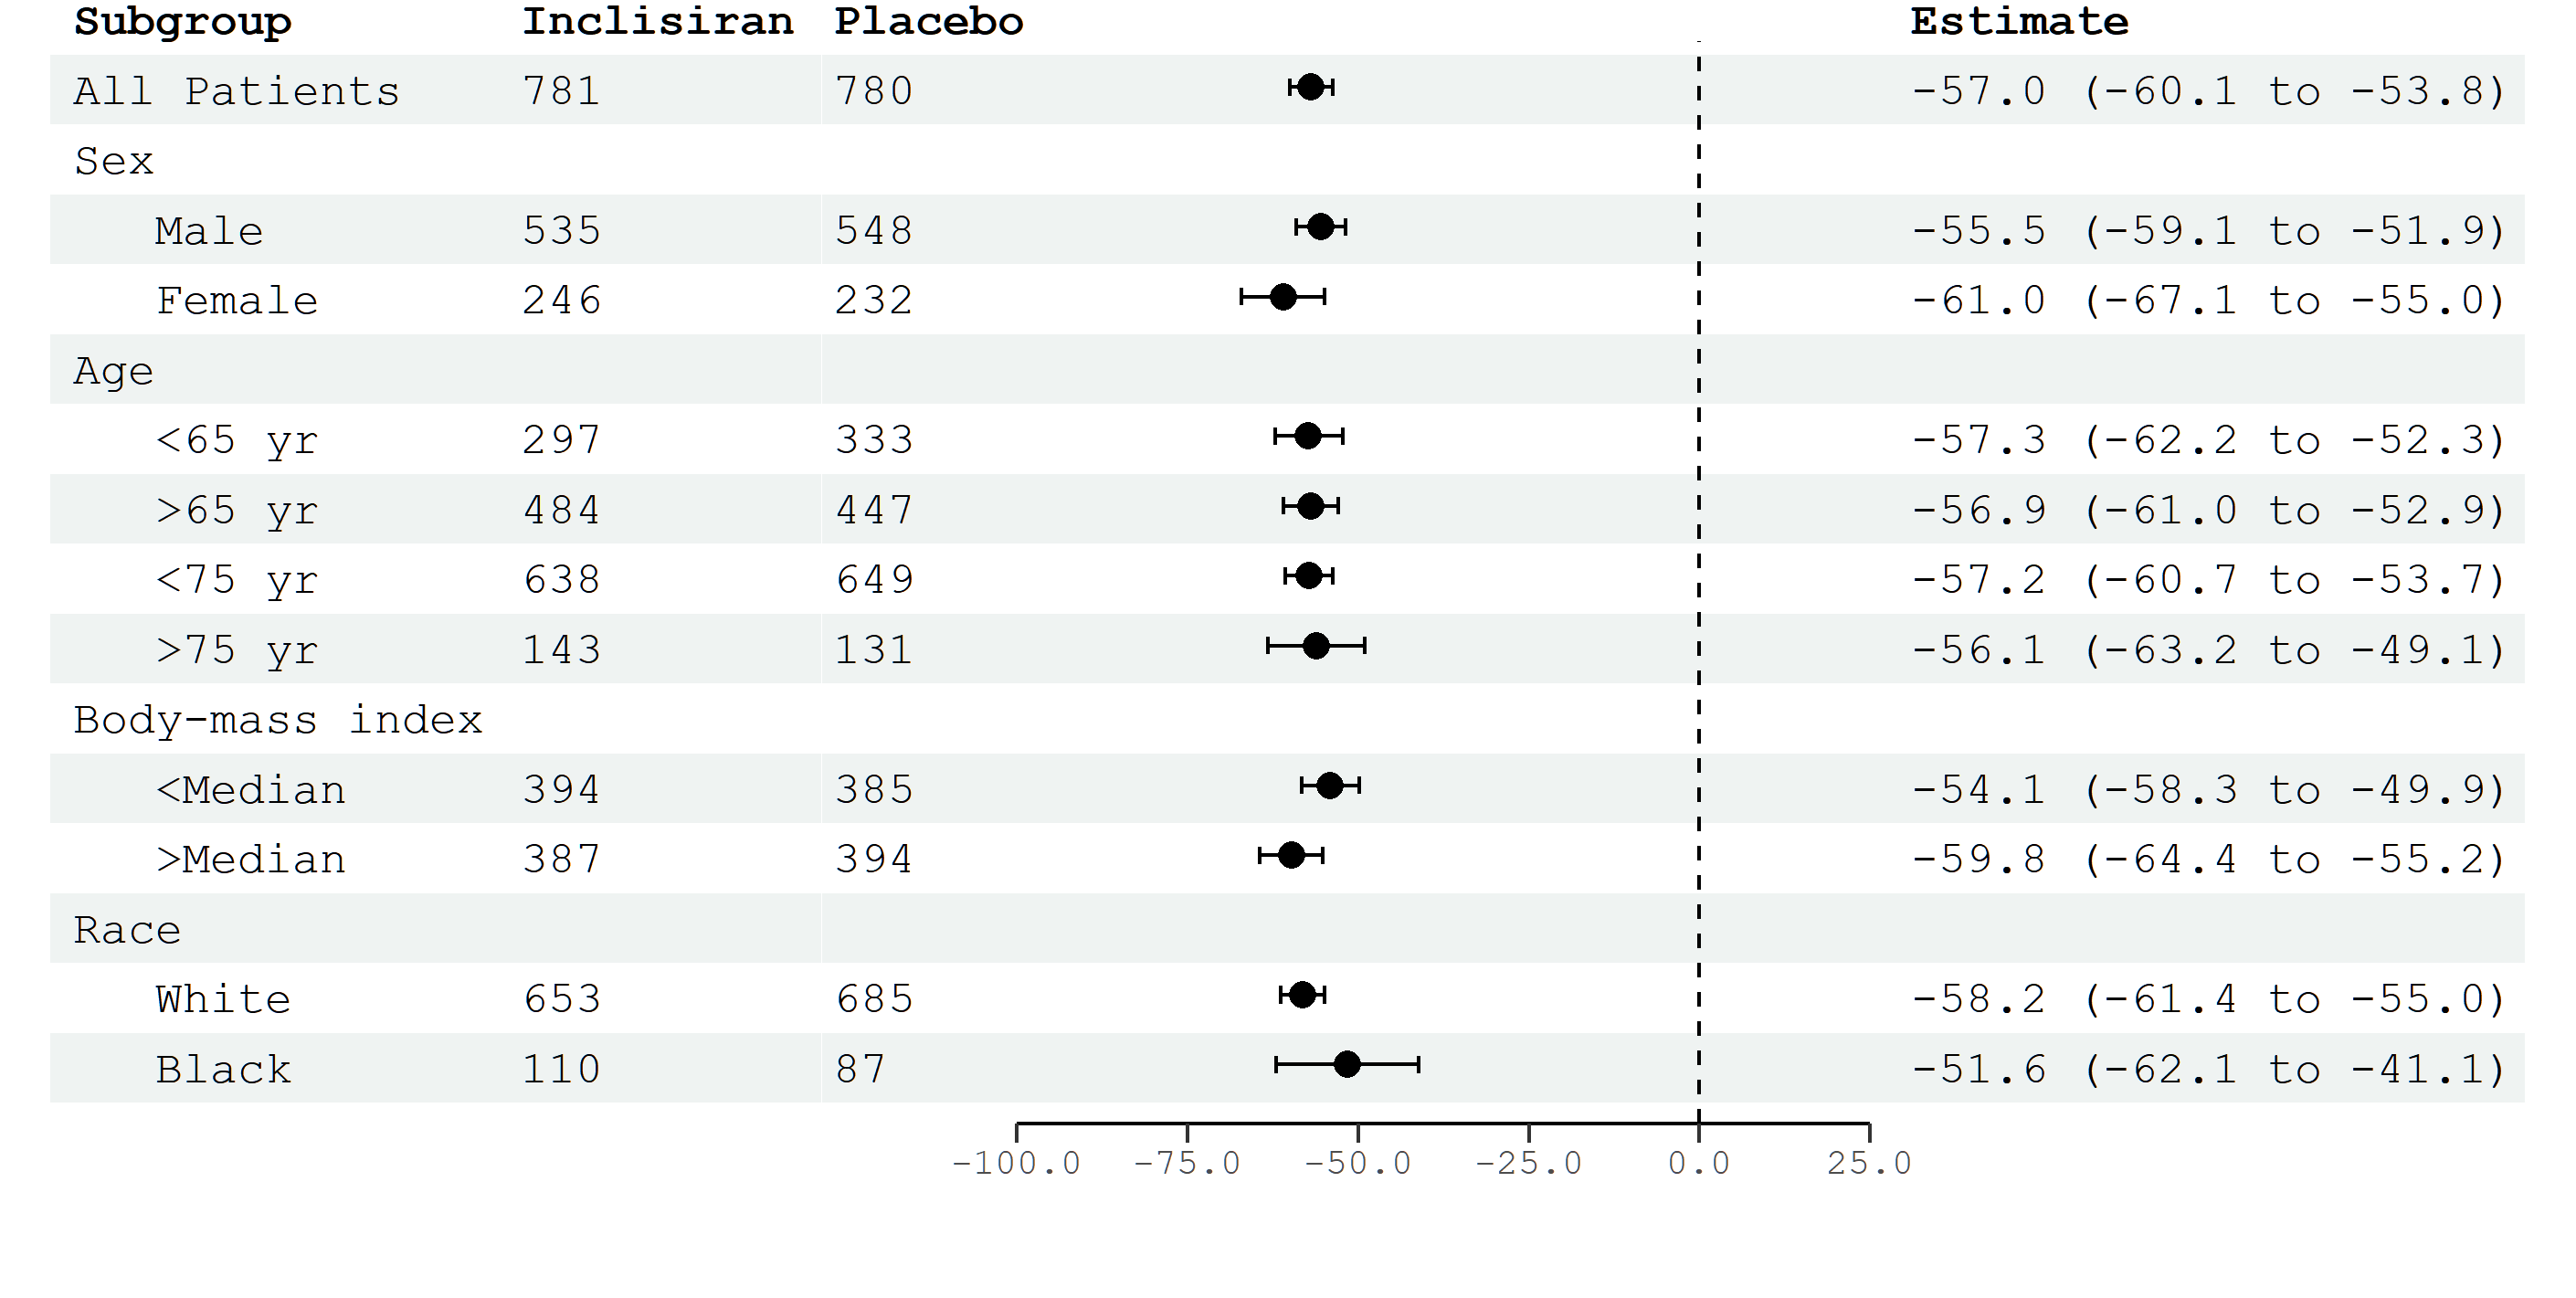 Subgroup Inclisiran Placebo Estimate
All Patients 781 780 -57.0 (-60.1 to -53.8)
Sex
Male 535 548 -55.5 (-59.1 to -51.9)
Female 246 232 -61.0 (-67.1 to -55.0)
Age
<65 yr 297 333 -57.3 (-62.2 to -52.3)
>65 yr 484 447 -56.9 (-61.0 to -52.9)
<75 yr 638 649 -57.2 (-60.7 to -53.7)
>75 yr 143 131 -56.1 (-63.2 to -49.1)
Body-mass index
<Median 394 385 -54.1 (-58.3 to -49.9)
>Median 387 394 -59.8 (-64.4 to -55.2)
Race
White 653 685 -58.2 (-61.4 to -55.0)
Black 110 87 -51.6 (-62.1 to -41.1)
-100.0 -75.0 -50.0 -25.0 0.0 25.0